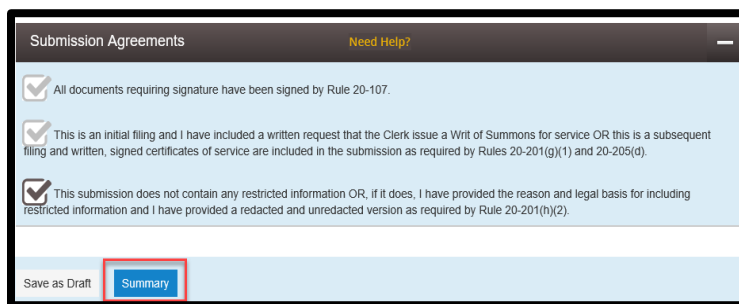 Submission Agreements Need Help?
All documents requiring signature have been signed by Rule 20-107.
This is an initial filing and I have included a written request that the Clerk issue a Writ of Summons for service OR this is a subsequent
filing and written, signed certificates of service are included in the submission as required by Rules 20-201(g)(1) and 20-205(d).
This submission does not contain any restricted information OR, if it does, I have provided the reason and legal basis for including
restricted information and I have provided a redacted and unredacted version as required by Rule 20-201(h)(2).
Save as Draft Summary